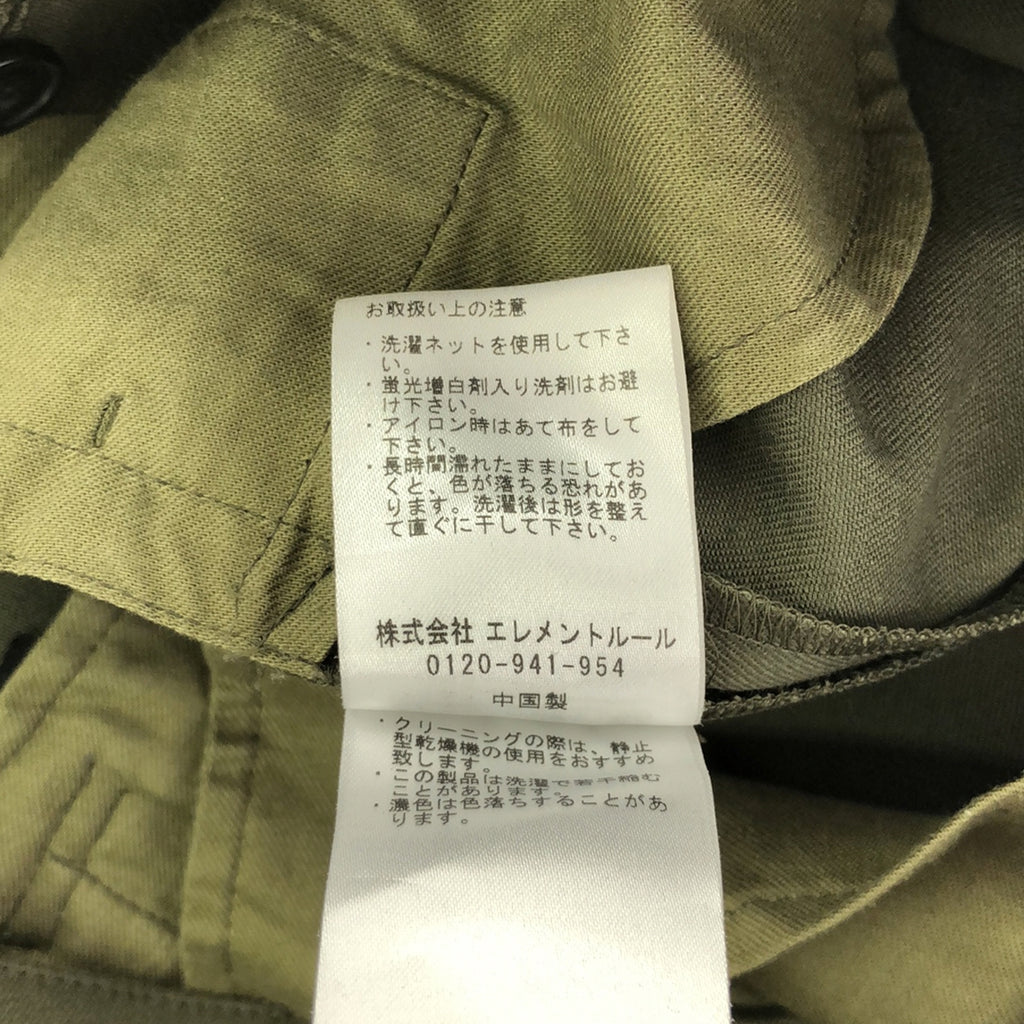 お取扱い上の注意
・洗濯ネットを使用して下さ
い。
・蛍光増白剤入り洗剤はお避
け下さい。
・アイロン時はあて布をして
下さい。
・長時間濡れたままにしてお
くと、色が落ちる恐れがあ
ります。洗濯後は形を整え
て直ぐに干して下さい。
株式会社 エレメントルール
0120-941-954
中国製
・クリーニングの際は、静止
型乾燥機の使用をおすすめ
致します。
・この製品は洗濯で若干縮む
ことがあります。
・濃色は色落ちすることがあ
ります。